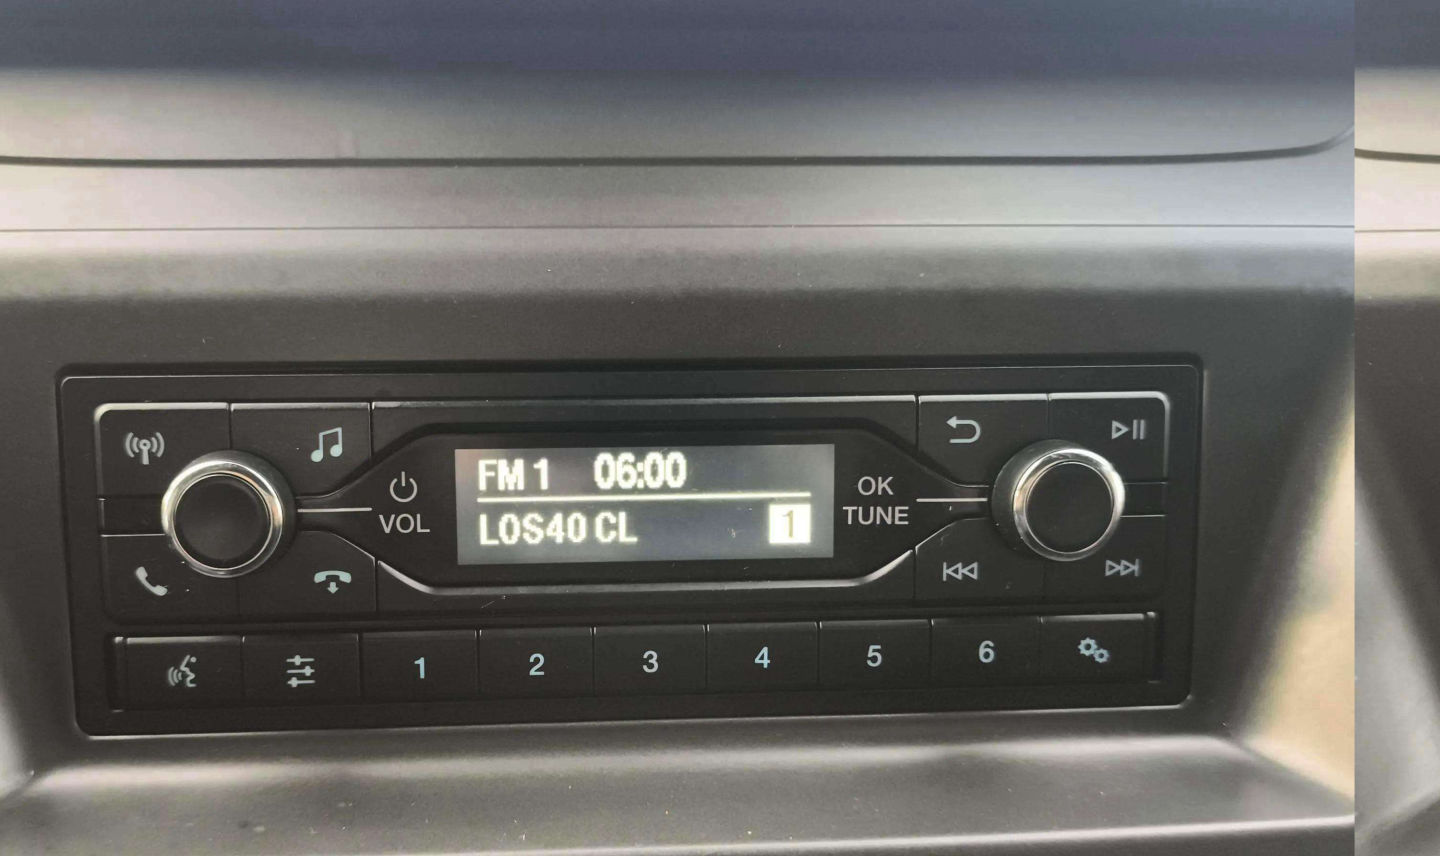 FM 1 06:00
LOS40 CL 1
VOL
OK
TUNE
1 2 3 4 5 6